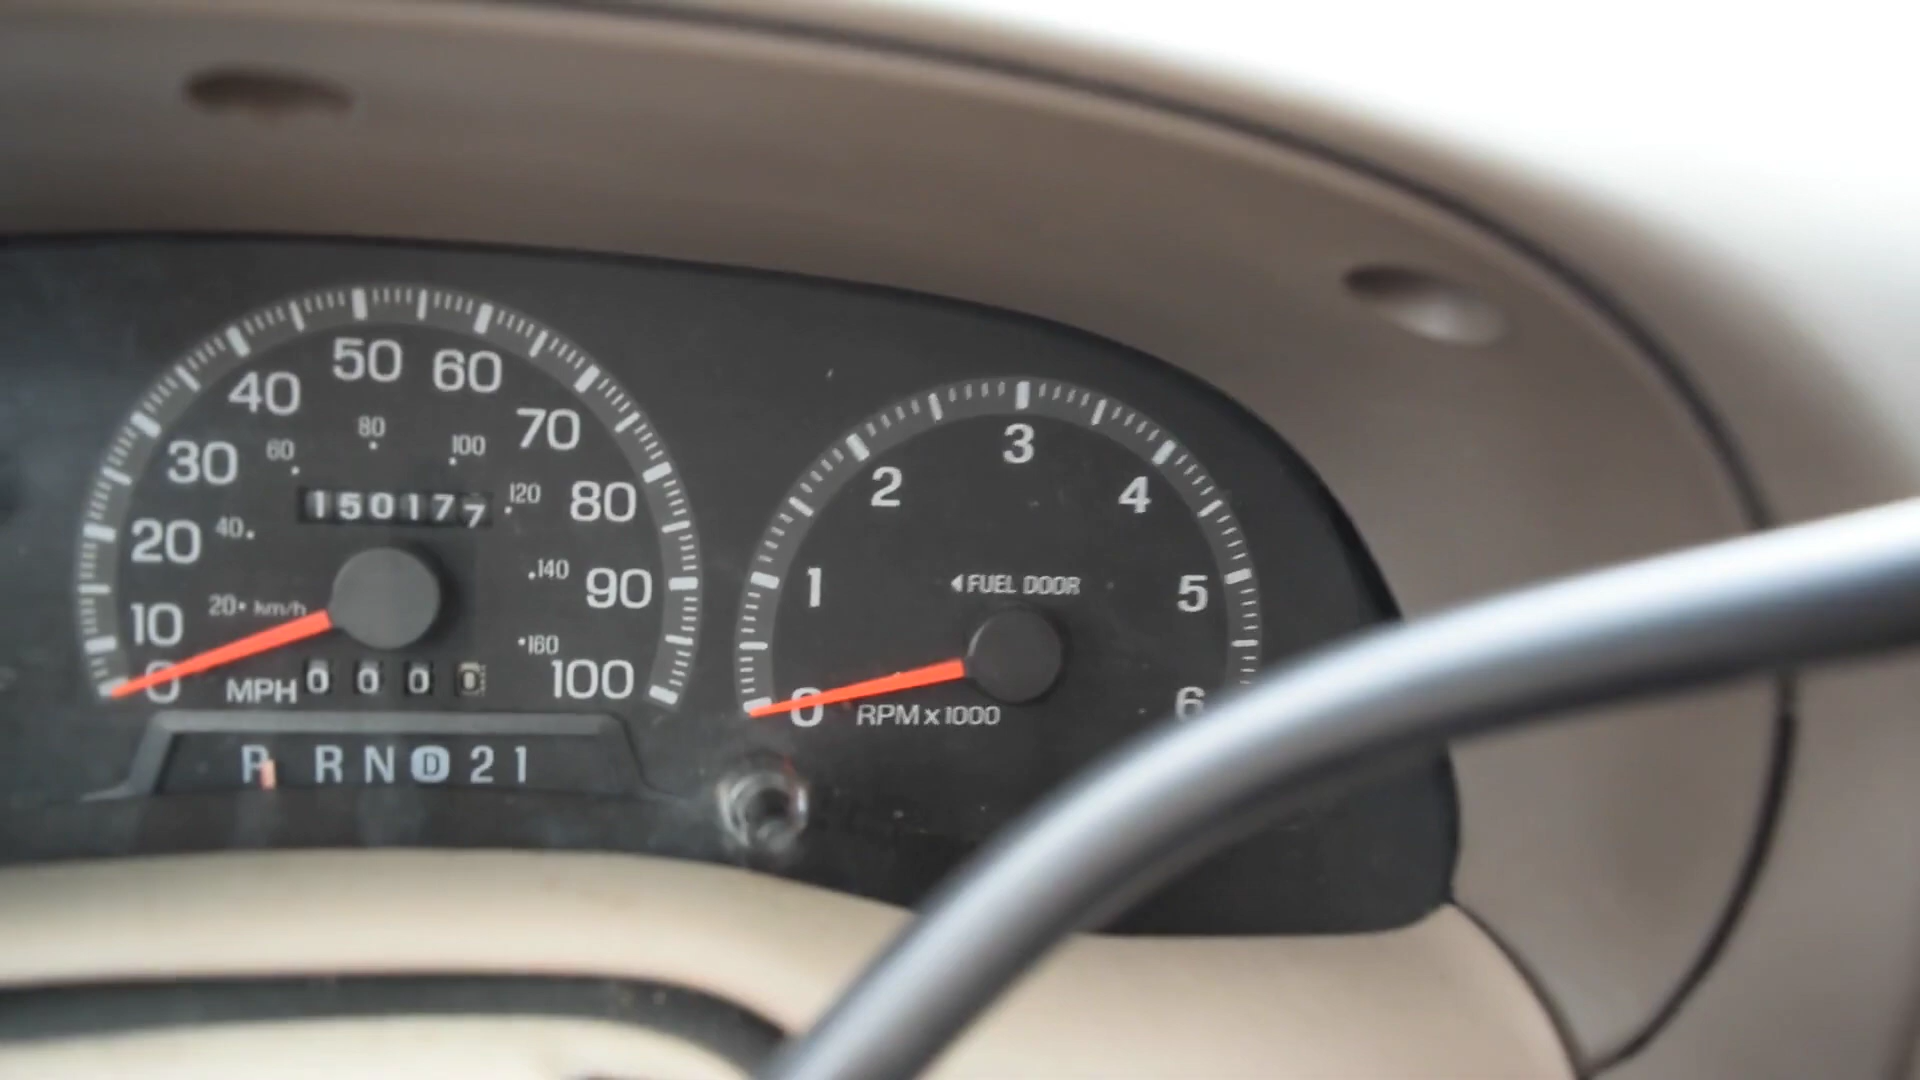 50 60
40 70
30 80
20 90
10 100
0
60 80 100
40 120
20 km/h 140
160
150177
MPH 0 0 0 0
P R N D 2 1
3
2 4
1 5
0 6
◀FUEL DOOR
RPM x 1000